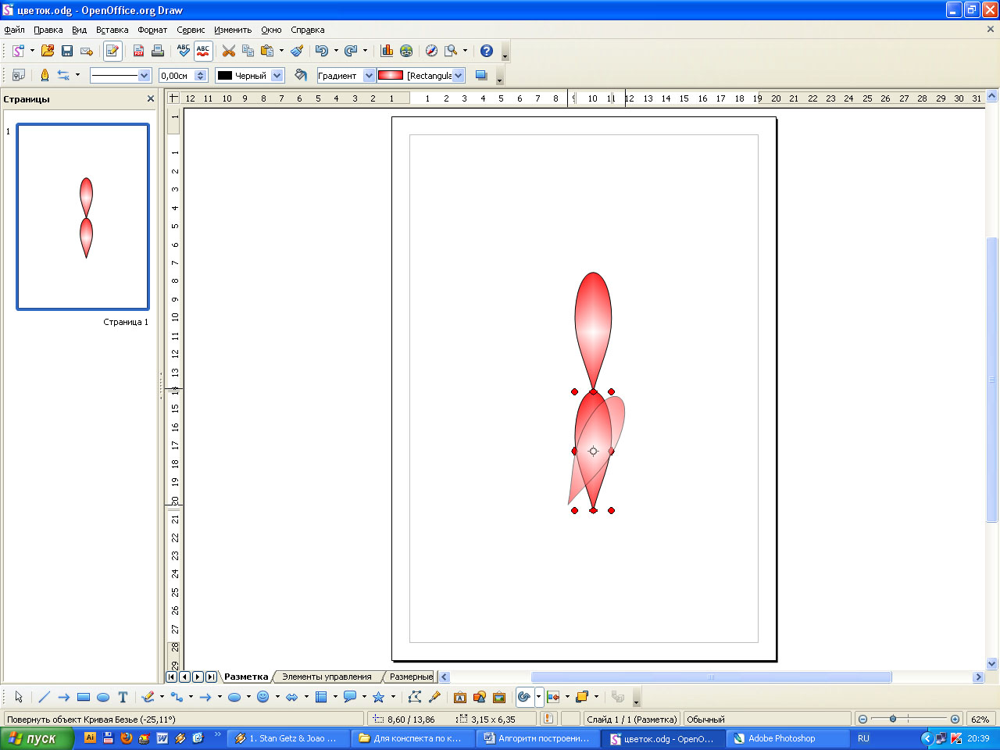 цветок.odg - OpenOffice.org Draw
Файл Правка Вид Вставка Формат Сервис Изменить Окно Справка
ABC ABC
0,00см Черный Градиент [Rectangula
Страницы
12 11 10 9 8 7 6 5 4 3 2 1 1 2 3 4 5 6 7 8 9 10 11 12 13 14 15 16 17 18 19 20 21 22 23 24 25 26 27 28 29 30 31
1
Страница 1
1 1 2 3 4 5 6 7 8 9 10 11 12 13 14 15 16 17 18 19 20 21 22 23 24 25 26 27 28 29
Разметка Элементы управления Размерные
Повернуть объект Кривая Безье (-25,11°) 8,60 / 13,86 3,15 x 6,35 Слайд 1 / 1 (Разметка) Обычный 62%
пуск Ai W » 1. Stan Getz & Joao ... Для конспекта по к... Алгоритм построени... цветок.odg - OpenO... Adobe Photoshop RU 20:39